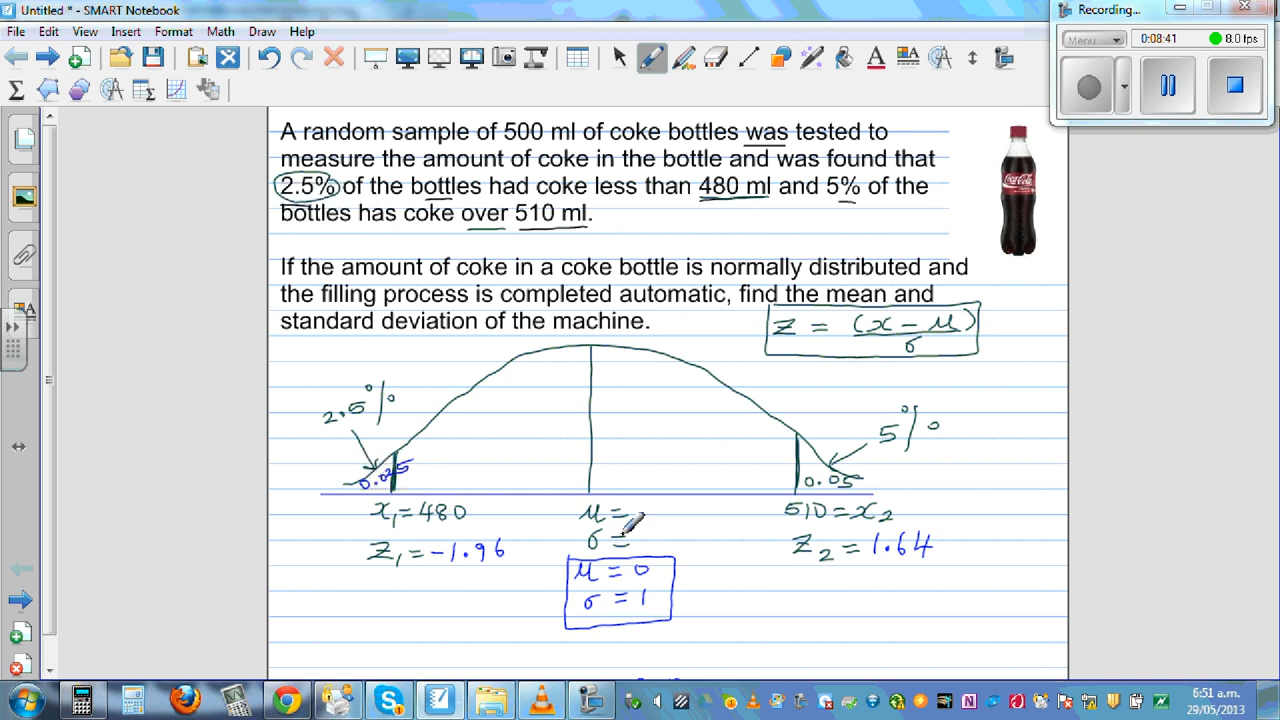 Untitled * - SMART Notebook
Recording...
File Edit View Insert Format Math Draw Help
Menu
0:08:41
8.0 fps
A random sample of 500 ml of coke bottles was tested to
measure the amount of coke in the bottle and was found that
2.5% of the bottles had coke less than 480 ml and 5% of the
bottles has coke over 510 ml.
If the amount of coke in a coke bottle is normally distributed and
the filling process is completed automatic, find the mean and
standard deviation of the machine.
Z = (x - μ) / σ
2.5%
5%
0.025
0.05
x₁ = 480
μ =
510 = x₂
σ =
Z₁ = -1.96
Z₂ = 1.64
μ = 0
σ = 1
6:51 a.m.
29/05/2013